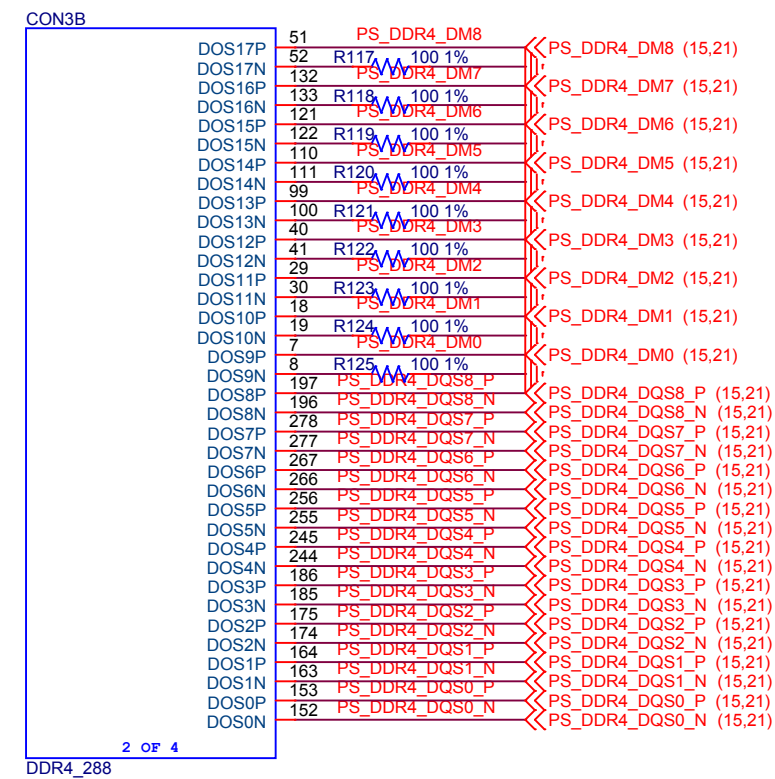 CON3B
DOS17P 51 PS_DDR4_DM8 PS_DDR4_DM8 (15,21)
DOS17N 52 R117 100 1%
DOS16P 132 PS_DDR4_DM7 PS_DDR4_DM7 (15,21)
DOS16N 133 R118 100 1%
DOS15P 121 PS_DDR4_DM6 PS_DDR4_DM6 (15,21)
DOS15N 122 R119 100 1%
DOS14P 110 PS_DDR4_DM5 PS_DDR4_DM5 (15,21)
DOS14N 111 R120 100 1%
DOS13P 99 PS_DDR4_DM4 PS_DDR4_DM4 (15,21)
DOS13N 100 R121 100 1%
DOS12P 40 PS_DDR4_DM3 PS_DDR4_DM3 (15,21)
DOS12N 41 R122 100 1%
DOS11P 29 PS_DDR4_DM2 PS_DDR4_DM2 (15,21)
DOS11N 30 R123 100 1%
DOS10P 18 PS_DDR4_DM1 PS_DDR4_DM1 (15,21)
DOS10N 19 R124 100 1%
DOS9P 7 PS_DDR4_DM0 PS_DDR4_DM0 (15,21)
DOS9N 8 R125 100 1%
DOS8P 197 PS_DDR4_DQS8_P PS_DDR4_DQS8_P (15,21)
DOS8N 196 PS_DDR4_DQS8_N PS_DDR4_DQS8_N (15,21)
DOS7P 278 PS_DDR4_DQS7_P PS_DDR4_DQS7_P (15,21)
DOS7N 277 PS_DDR4_DQS7_N PS_DDR4_DQS7_N (15,21)
DOS6P 267 PS_DDR4_DQS6_P PS_DDR4_DQS6_P (15,21)
DOS6N 266 PS_DDR4_DQS6_N PS_DDR4_DQS6_N (15,21)
DOS5P 256 PS_DDR4_DQS5_P PS_DDR4_DQS5_P (15,21)
DOS5N 255 PS_DDR4_DQS5_N PS_DDR4_DQS5_N (15,21)
DOS4P 245 PS_DDR4_DQS4_P PS_DDR4_DQS4_P (15,21)
DOS4N 244 PS_DDR4_DQS4_N PS_DDR4_DQS4_N (15,21)
DOS3P 186 PS_DDR4_DQS3_P PS_DDR4_DQS3_P (15,21)
DOS3N 185 PS_DDR4_DQS3_N PS_DDR4_DQS3_N (15,21)
DOS2P 175 PS_DDR4_DQS2_P PS_DDR4_DQS2_P (15,21)
DOS2N 174 PS_DDR4_DQS2_N PS_DDR4_DQS2_N (15,21)
DOS1P 164 PS_DDR4_DQS1_P PS_DDR4_DQS1_P (15,21)
DOS1N 163 PS_DDR4_DQS1_N PS_DDR4_DQS1_N (15,21)
DOS0P 153 PS_DDR4_DQS0_P PS_DDR4_DQS0_P (15,21)
DOS0N 152 PS_DDR4_DQS0_N PS_DDR4_DQS0_N (15,21)
2 OF 4
DDR4_288